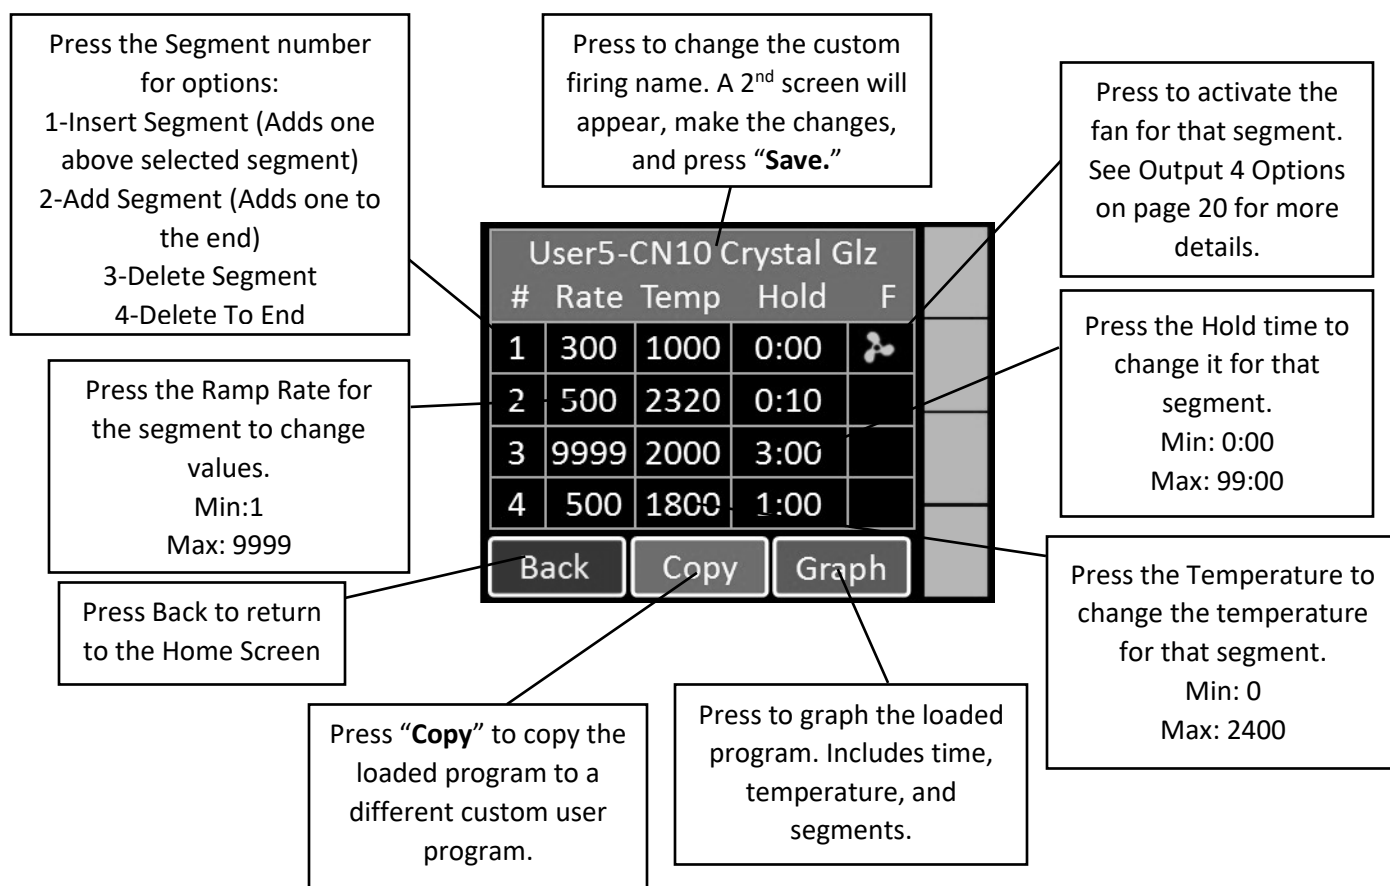 Press the Segment number
for options:
1-Insert Segment (Adds one
above selected segment)
2-Add Segment (Adds one to
the end)
3-Delete Segment
4-Delete To End
Press to change the custom
firing name. A 2nd screen will
appear, make the changes,
and press “Save.”
Press to activate the
fan for that segment.
See Output 4 Options
on page 20 for more
details.
Press the Ramp Rate for
the segment to change
values.
Min:1
Max: 9999
User5-CN10 Crystal Glz
# Rate Temp Hold F
1 300 1000 0:00
2 500 2320 0:10
3 9999 2000 3:00
4 500 1800 1:00
Back Copy Graph
Press the Hold time to
change it for that
segment.
Min: 0:00
Max: 99:00
Press Back to return
to the Home Screen
Press the Temperature to
change the temperature
for that segment.
Min: 0
Max: 2400
Press “Copy” to copy the
loaded program to a
different custom user
program.
Press to graph the loaded
program. Includes time,
temperature, and
segments.